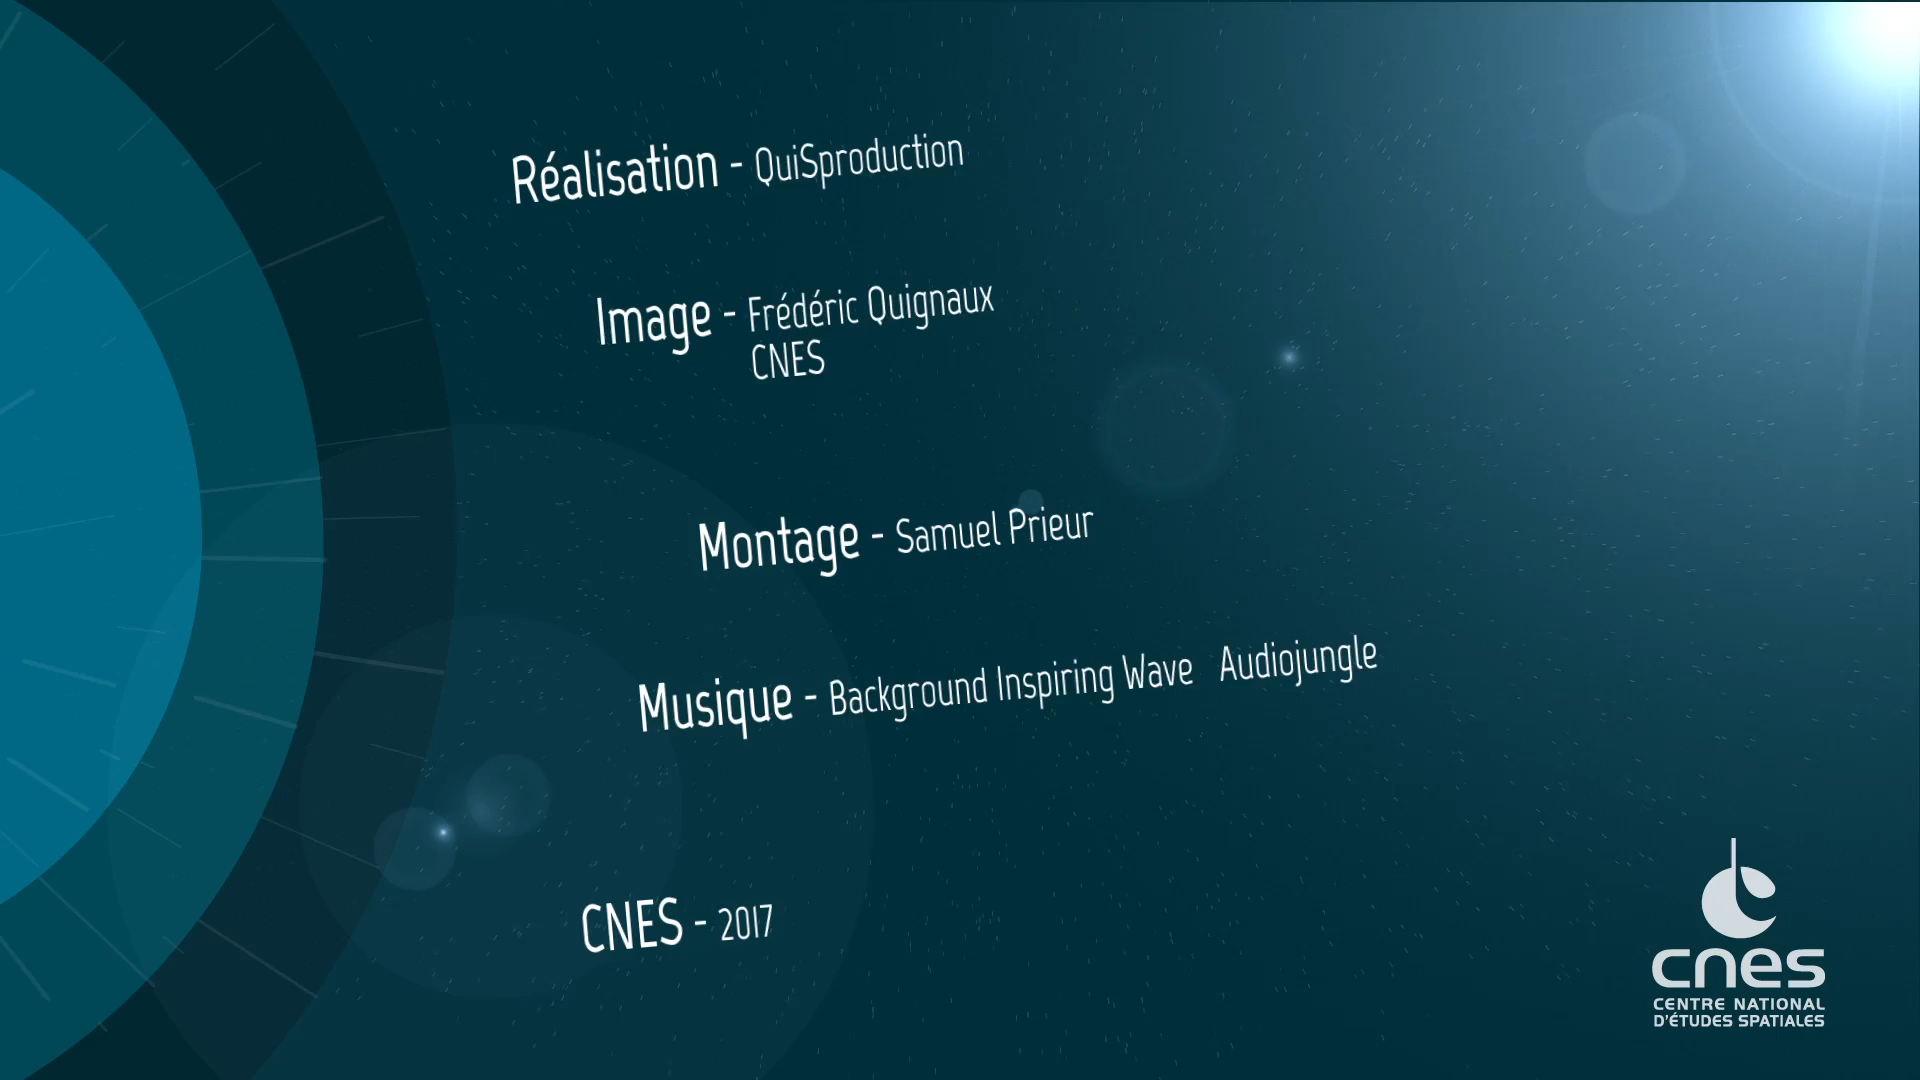 Réalisation - QuiSproduction
Image - Frédéric Quignaux
CNES
Montage - Samuel Prieur
Musique - Background Inspiring Wave Audiojungle
CNES - 2017
cnes
CENTRE NATIONAL
D'ÉTUDES SPATIALES